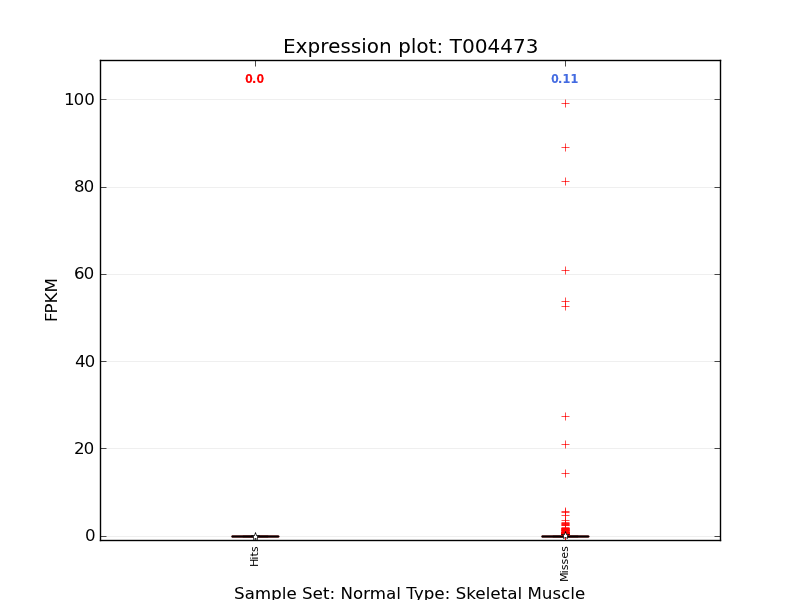 Expression plot: T004473
0.0 0.11
100
80
60
40
20
0
FPKM
Hits Misses
Sample Set: Normal Type: Skeletal Muscle